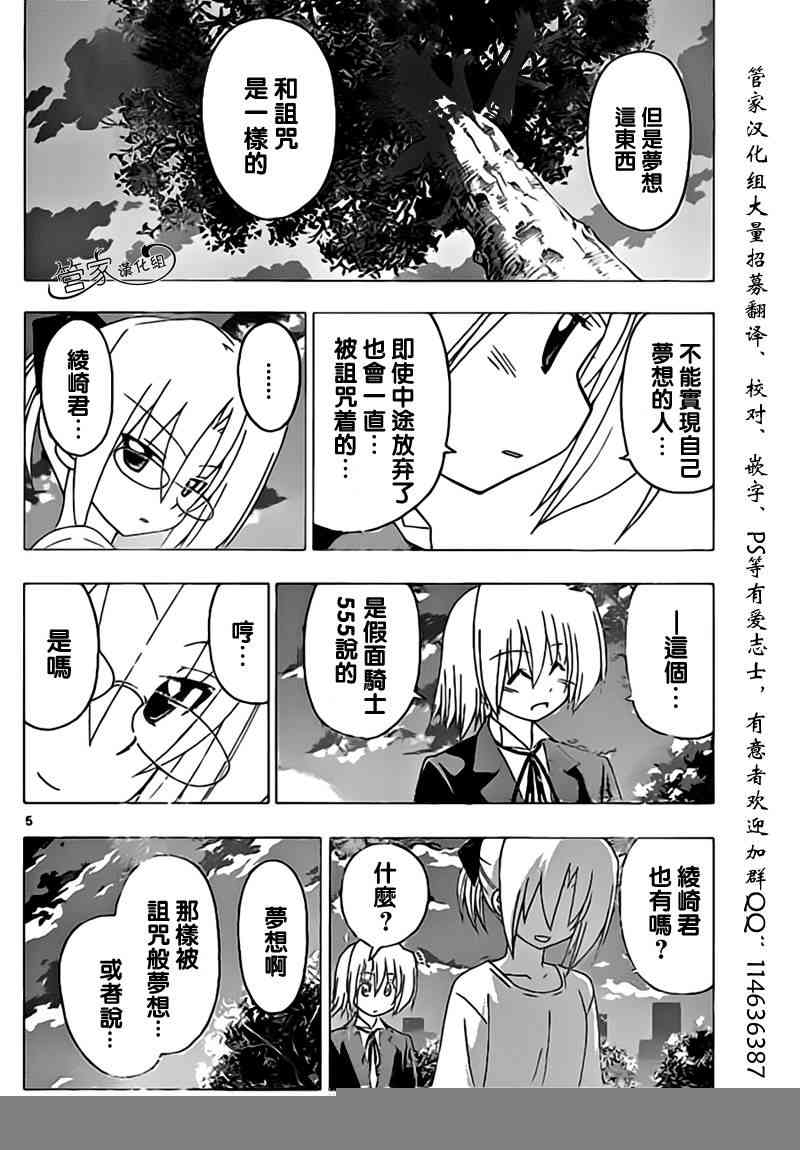 但是夢想
這東西
和詛咒
是一樣的
管家
漢化組
不能實現自己
夢想的人…
即使中途放弃了
也會一直…
被詛咒着的…
……
綾崎君…
—這個…
是假面騎士
555說的
哼…
是嗎
5
綾崎君
也有嗎?
什麼?
夢想啊
那樣被
詛咒般夢想…
或者說…
管家汉化组大量招募翻译、校对、嵌字、PS等有爱志士，有意者欢迎加群QQ：114636387